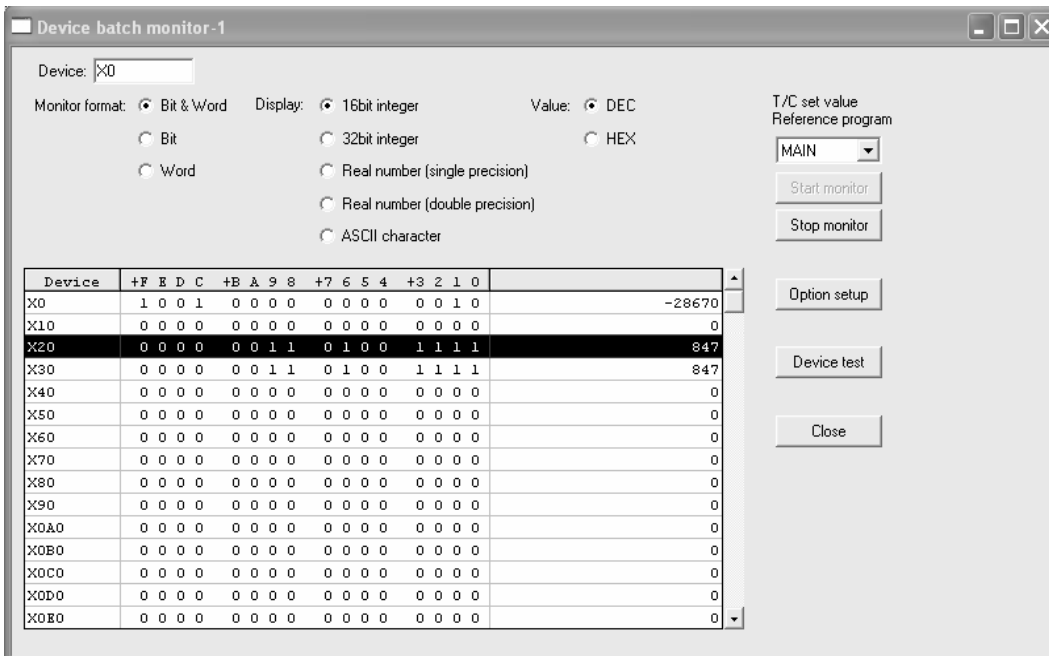 Device batch monitor-1
Device: X0
Monitor format: Bit & Word Display: 16bit integer Value: DEC
Bit 32bit integer HEX
Word Real number (single precision)
Real number (double precision)
ASCII character
T/C set value
Reference program
MAIN
Start monitor
Stop monitor
Option setup
Device test
Close
Device +F E D C +B A 9 8 +7 6 5 4 +3 2 1 0
X0 1 0 0 1 0 0 0 0 0 0 0 0 0 0 1 0 -28670
X10 0 0 0 0 0 0 0 0 0 0 0 0 0 0 0 0 0
X20 0 0 0 0 0 0 1 1 0 1 0 0 1 1 1 1 847
X30 0 0 0 0 0 0 1 1 0 1 0 0 1 1 1 1 847
X40 0 0 0 0 0 0 0 0 0 0 0 0 0 0 0 0 0
X50 0 0 0 0 0 0 0 0 0 0 0 0 0 0 0 0 0
X60 0 0 0 0 0 0 0 0 0 0 0 0 0 0 0 0 0
X70 0 0 0 0 0 0 0 0 0 0 0 0 0 0 0 0 0
X80 0 0 0 0 0 0 0 0 0 0 0 0 0 0 0 0 0
X90 0 0 0 0 0 0 0 0 0 0 0 0 0 0 0 0 0
X0A0 0 0 0 0 0 0 0 0 0 0 0 0 0 0 0 0 0
X0B0 0 0 0 0 0 0 0 0 0 0 0 0 0 0 0 0 0
X0C0 0 0 0 0 0 0 0 0 0 0 0 0 0 0 0 0 0
X0D0 0 0 0 0 0 0 0 0 0 0 0 0 0 0 0 0 0
X0E0 0 0 0 0 0 0 0 0 0 0 0 0 0 0 0 0 0